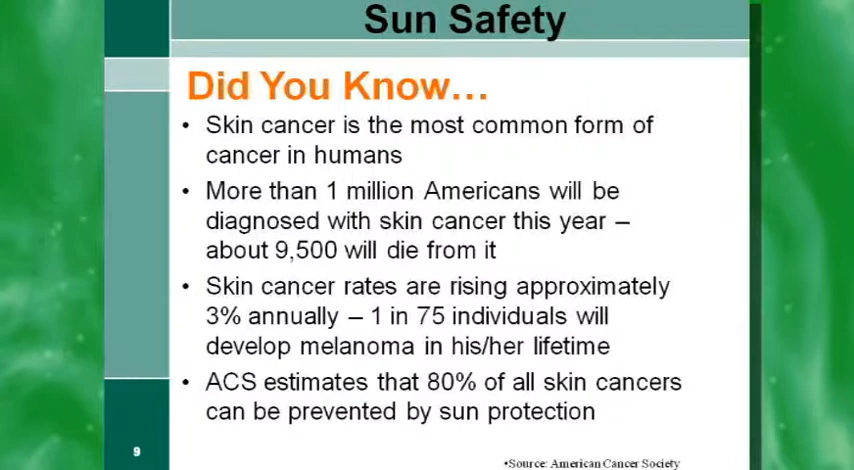 Sun Safety
Did You Know…
• Skin cancer is the most common form of
cancer in humans
• More than 1 million Americans will be
diagnosed with skin cancer this year –
about 9,500 will die from it
• Skin cancer rates are rising approximately
3% annually – 1 in 75 individuals will
develop melanoma in his/her lifetime
• ACS estimates that 80% of all skin cancers
can be prevented by sun protection
9
•Source: American Cancer Society